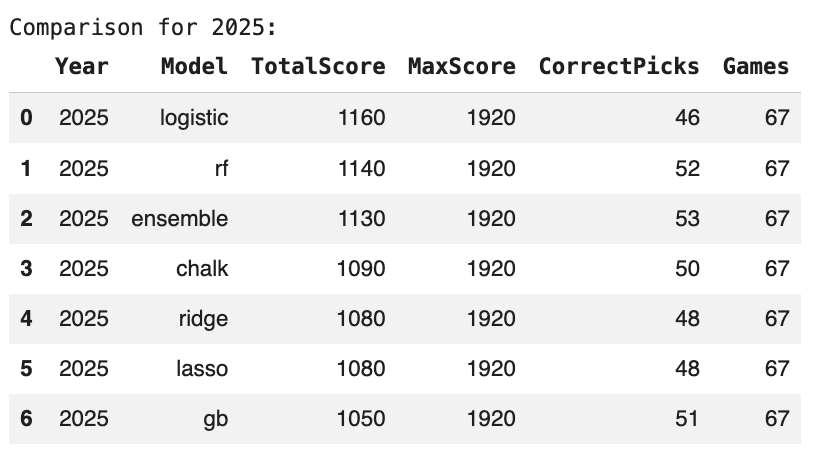 Comparison for 2025:
Year Model TotalScore MaxScore CorrectPicks Games
0 2025 logistic 1160 1920 46 67
1 2025 rf 1140 1920 52 67
2 2025 ensemble 1130 1920 53 67
3 2025 chalk 1090 1920 50 67
4 2025 ridge 1080 1920 48 67
5 2025 lasso 1080 1920 48 67
6 2025 gb 1050 1920 51 67